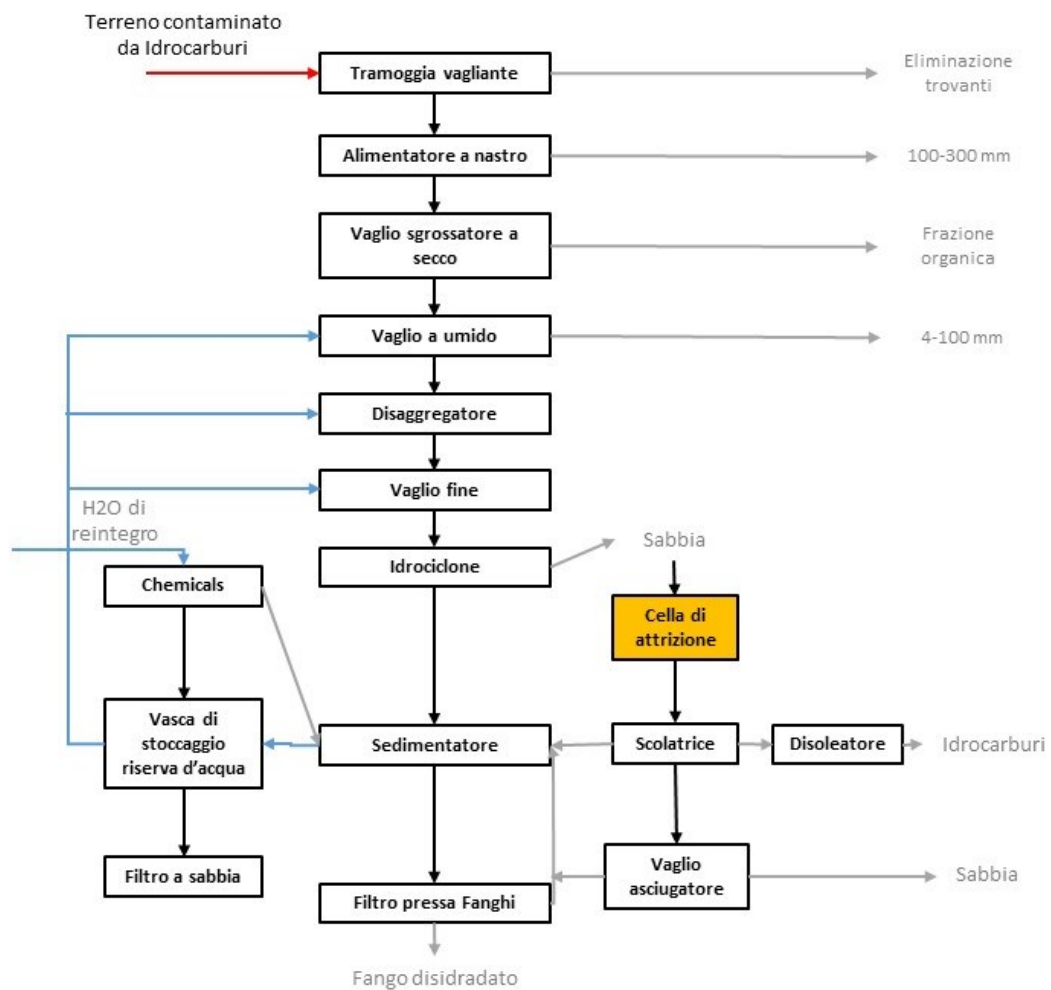 Terreno contaminato
da Idrocarburi
Tramoggia vagliante
Eliminazione
trovanti
Alimentatore a nastro
100-300 mm
Vaglio sgrossatore a
secco
Frazione
organica
Vaglio a umido
4-100 mm
Disaggregatore
Vaglio fine
H2O di
reintegro
Idrociclone
Sabbia
Chemicals
Cella di
attrizione
Vasca di
stoccaggio
riserva d'acqua
Sedimentatore
Scolatrice
Disoleatore
Idrocarburi
Filtro a sabbia
Vaglio
asciugatore
Sabbia
Filtro pressa Fanghi
Fango disidradato